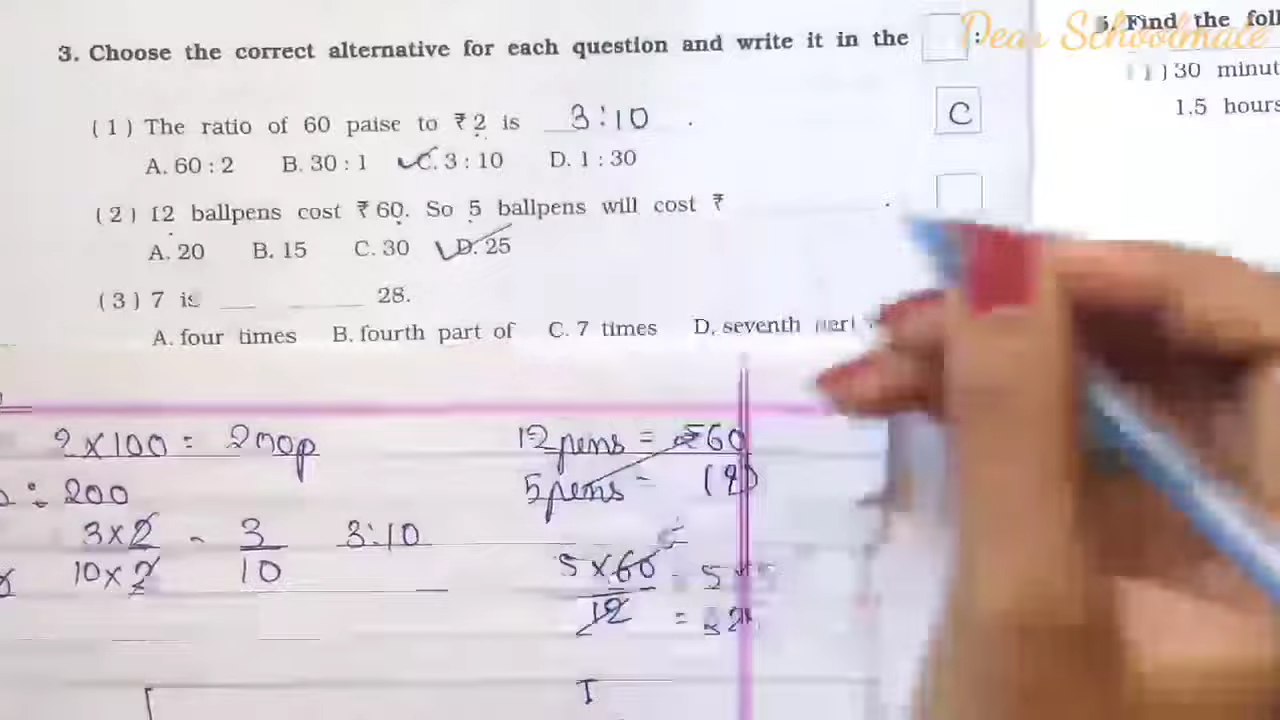 3. Choose the correct alternative for each question and write it in the :
Dear Schoolmate
(1) The ratio of 60 paise to ₹ 2 is 3:10 .
C
A. 60 : 2 B. 30 : 1 C. 3 : 10 D. 1 : 30
(2) 12 ballpens cost ₹ 60. So 5 ballpens will cost ₹ .
A. 20 B. 15 C. 30 D. 25
(3) 7 is 28.
A. four times B. fourth part of C. 7 times D. seventh
5. Find the foll
(1) 30 minut
1.5 hours
2 x 100 = 200p
: 200
3 x 2 - 3 3:10
10 x 2 10
12 pens = ₹60
5 pens - (?)
5 x 60
12